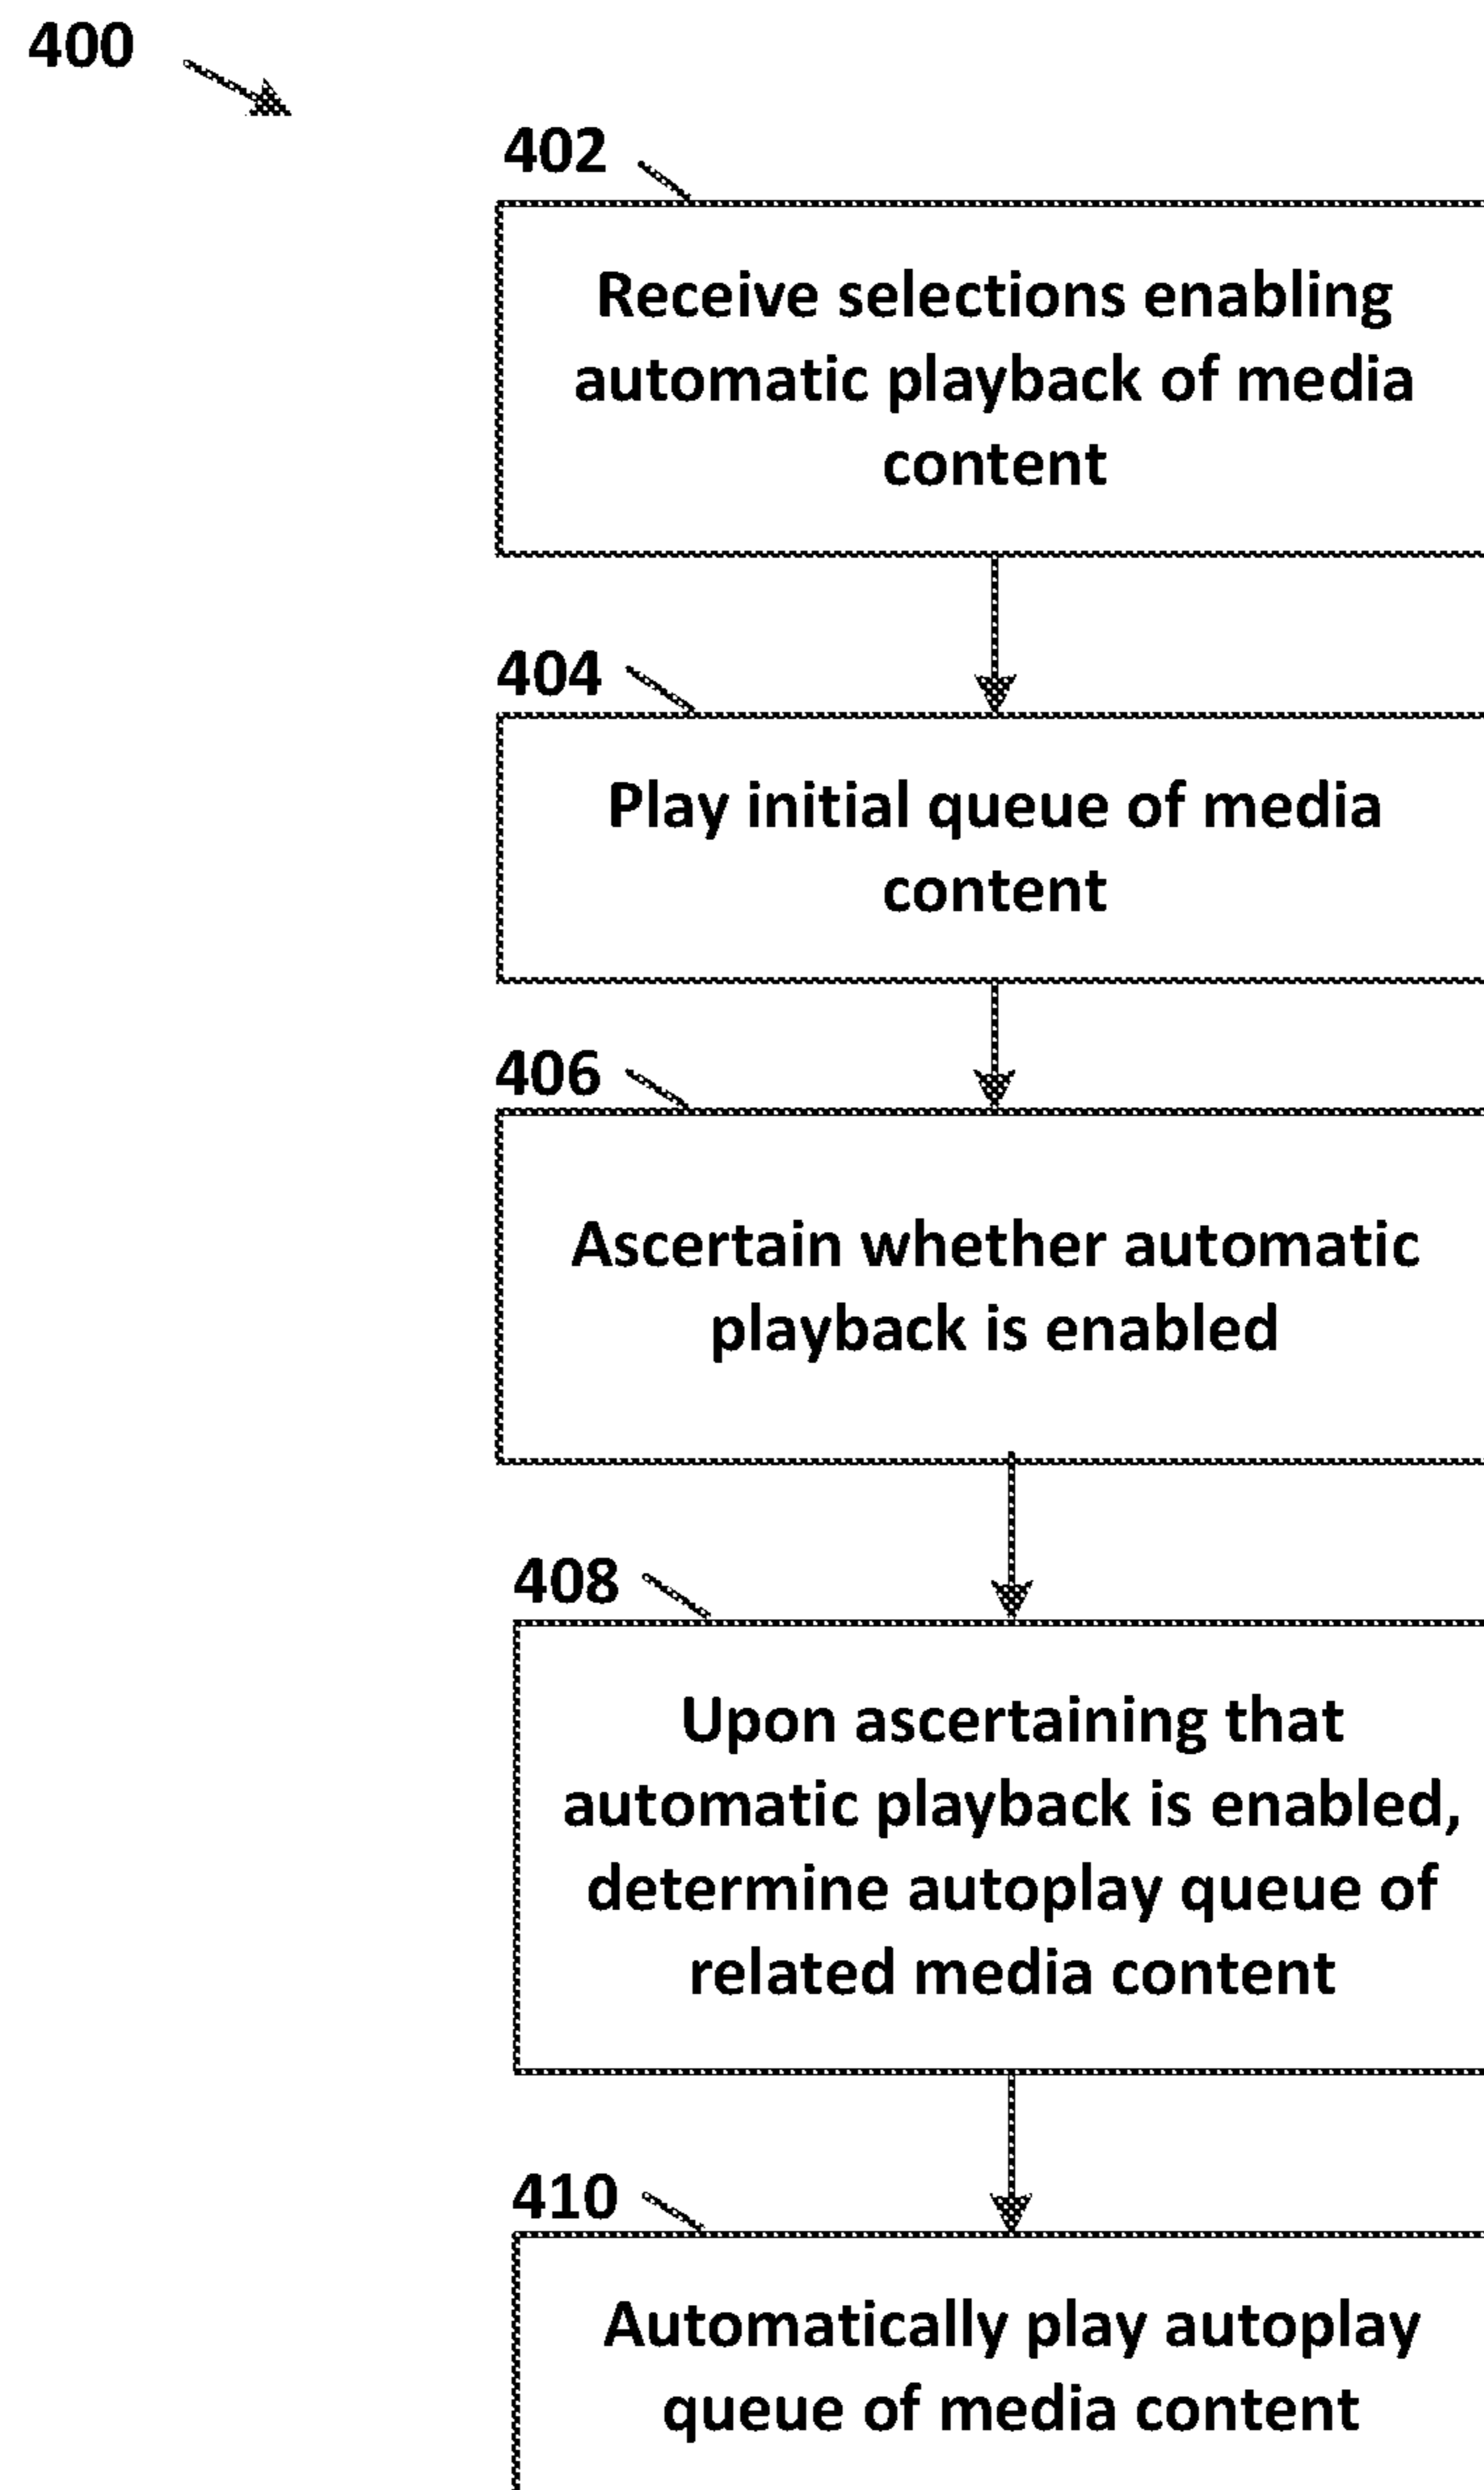 400
402
Receive selections enabling
automatic playback of media
content
404
Play initial queue of media
content
406
Ascertain whether automatic
playback is enabled
408
Upon ascertaining that
automatic playback is enabled,
determine autoplay queue of
related media content
410
Automatically play autoplay
queue of media content